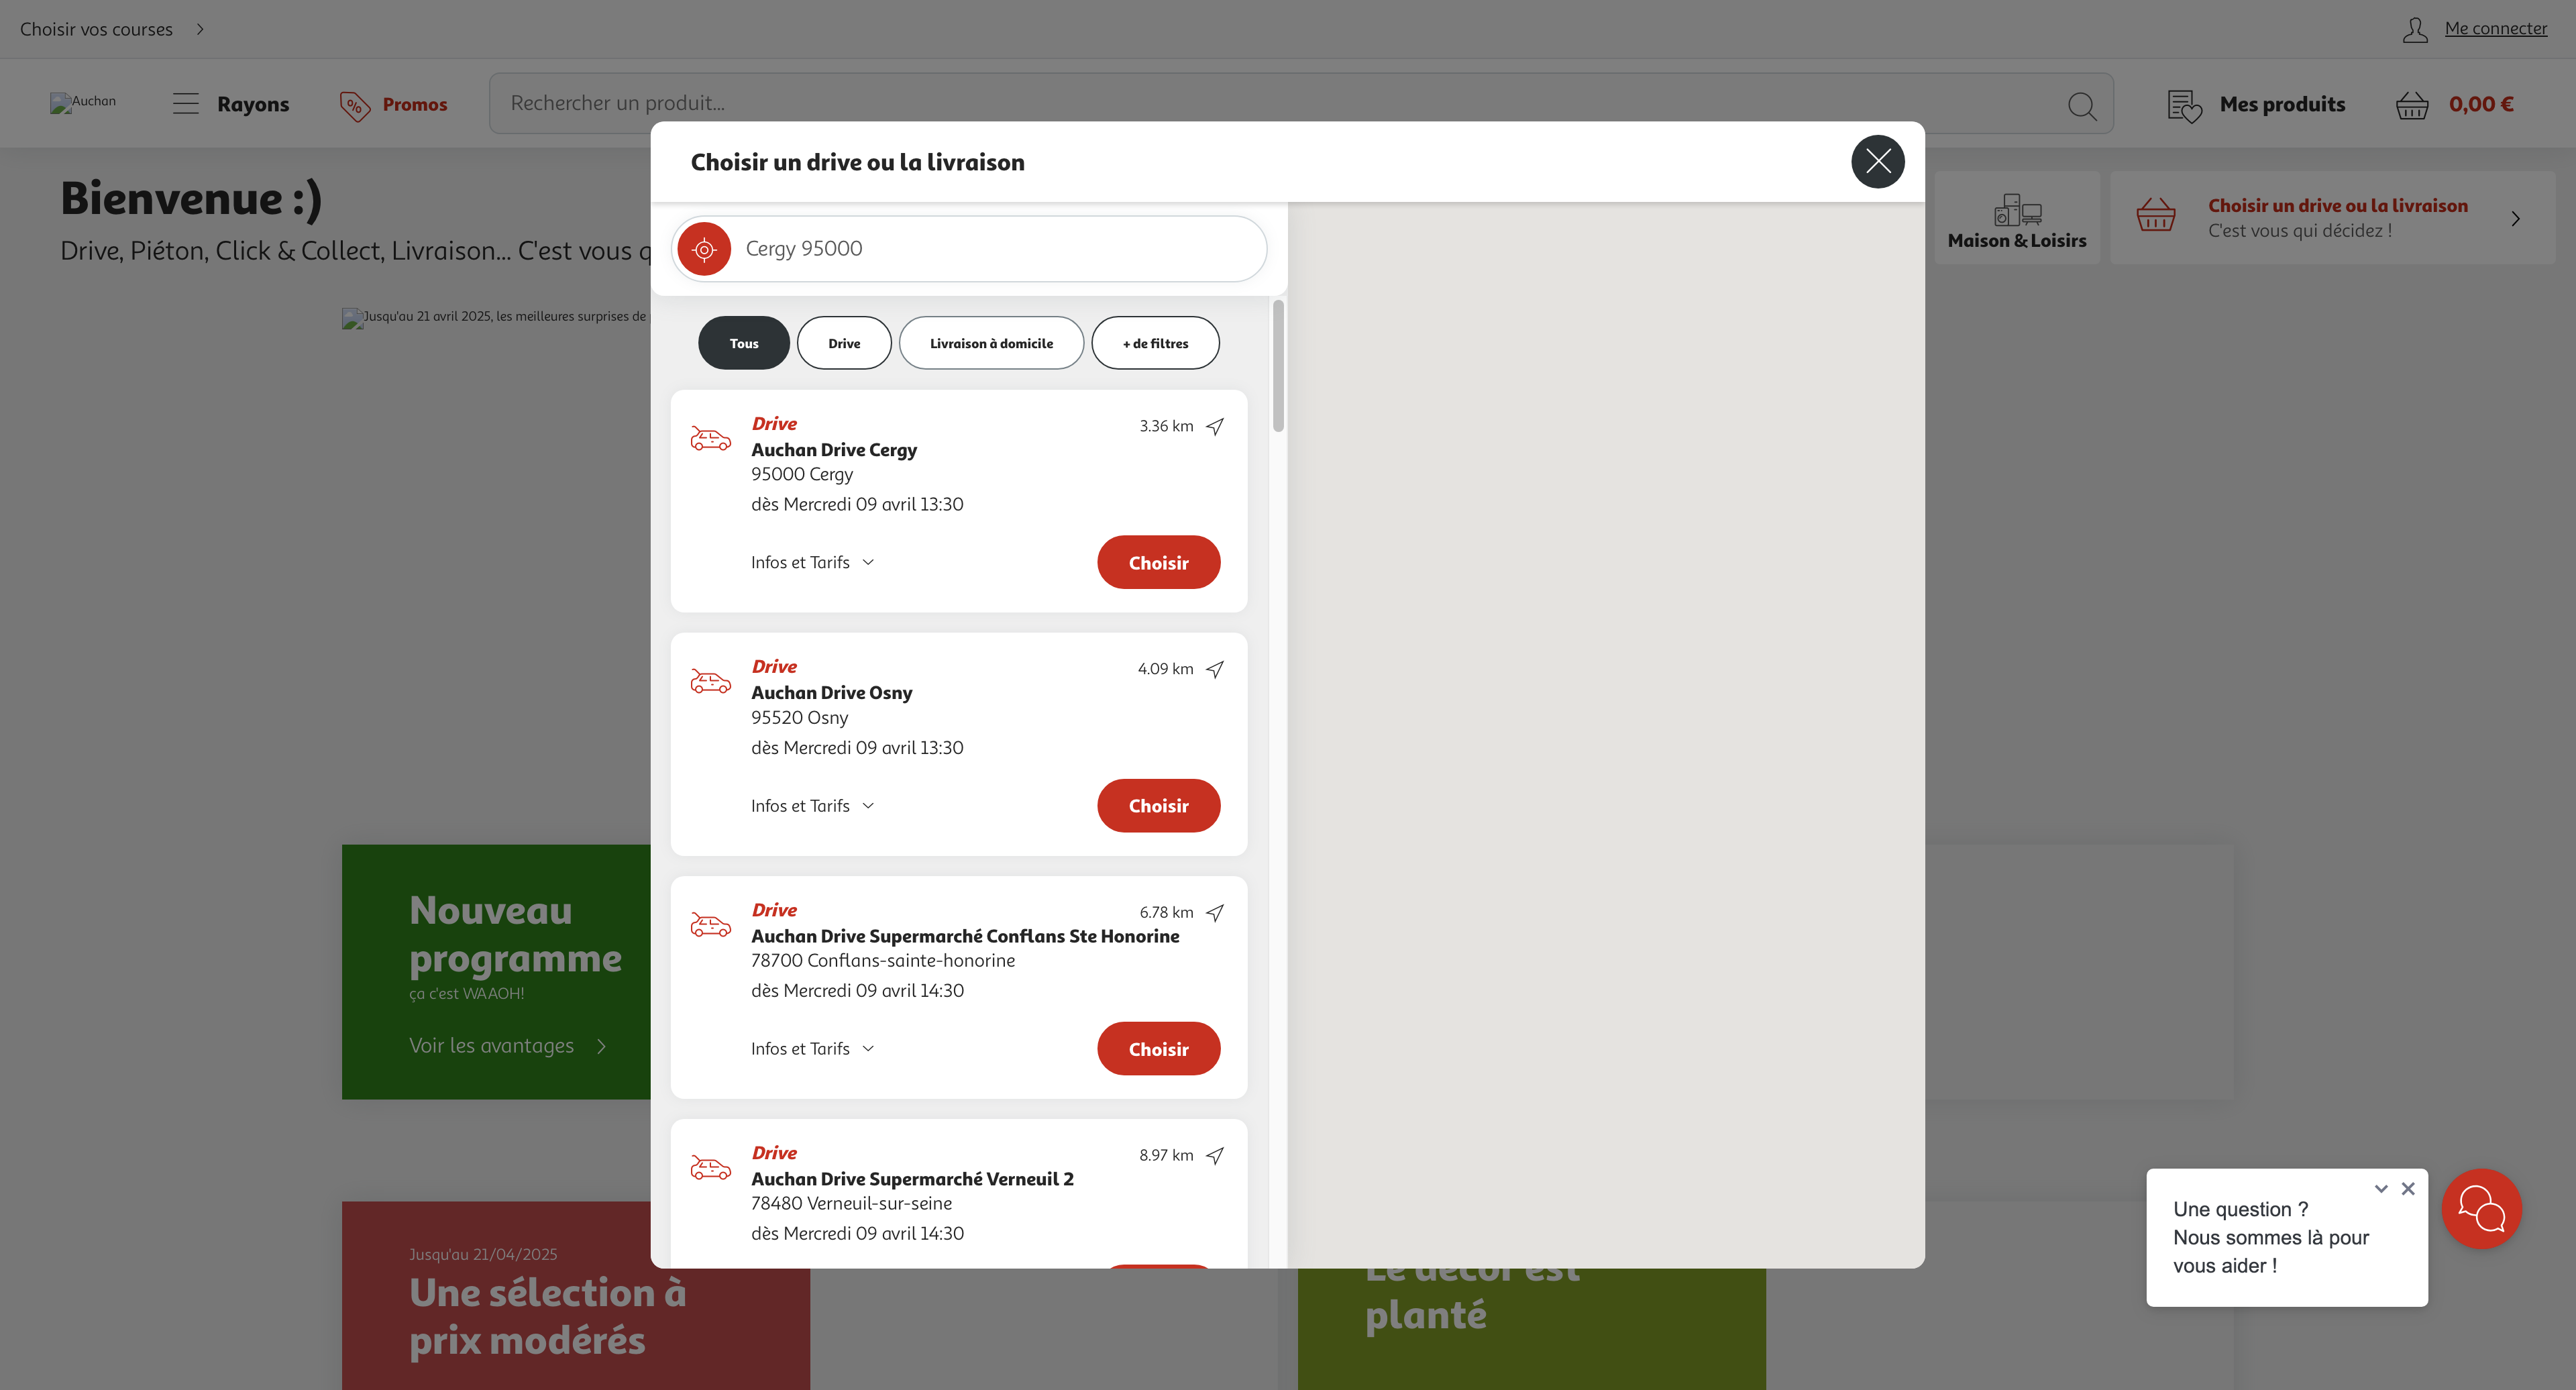 Choisir vos courses
Me connecter
Auchan
Rayons
Promos
Rechercher un produit...
Mes produits
0,00 €
Bienvenue :)
Drive, Piéton, Click & Collect, Livraison... C'est vous q
Maison & Loisirs
Choisir un drive ou la livraison
C'est vous qui décidez !
Jusqu'au 21 avril 2025, les meilleures surprises de
Choisir un drive ou la livraison
Cergy 95000
Tous
Drive
Livraison à domicile
+ de filtres
Drive
3.36 km
Auchan Drive Cergy
95000 Cergy
dès Mercredi 09 avril 13:30
Infos et Tarifs
Choisir
Drive
4.09 km
Auchan Drive Osny
95520 Osny
dès Mercredi 09 avril 13:30
Infos et Tarifs
Choisir
Drive
6.78 km
Auchan Drive Supermarché Conflans Ste Honorine
78700 Conflans-sainte-honorine
dès Mercredi 09 avril 14:30
Infos et Tarifs
Choisir
Drive
8.97 km
Auchan Drive Supermarché Verneuil 2
78480 Verneuil-sur-seine
dès Mercredi 09 avril 14:30
Nouveau
programme
ça c'est WAAOH!
Voir les avantages
Jusqu'au 21/04/2025
Une sélection à
prix modérés
Le décor est
planté
Une question ?
Nous sommes là pour
vous aider !